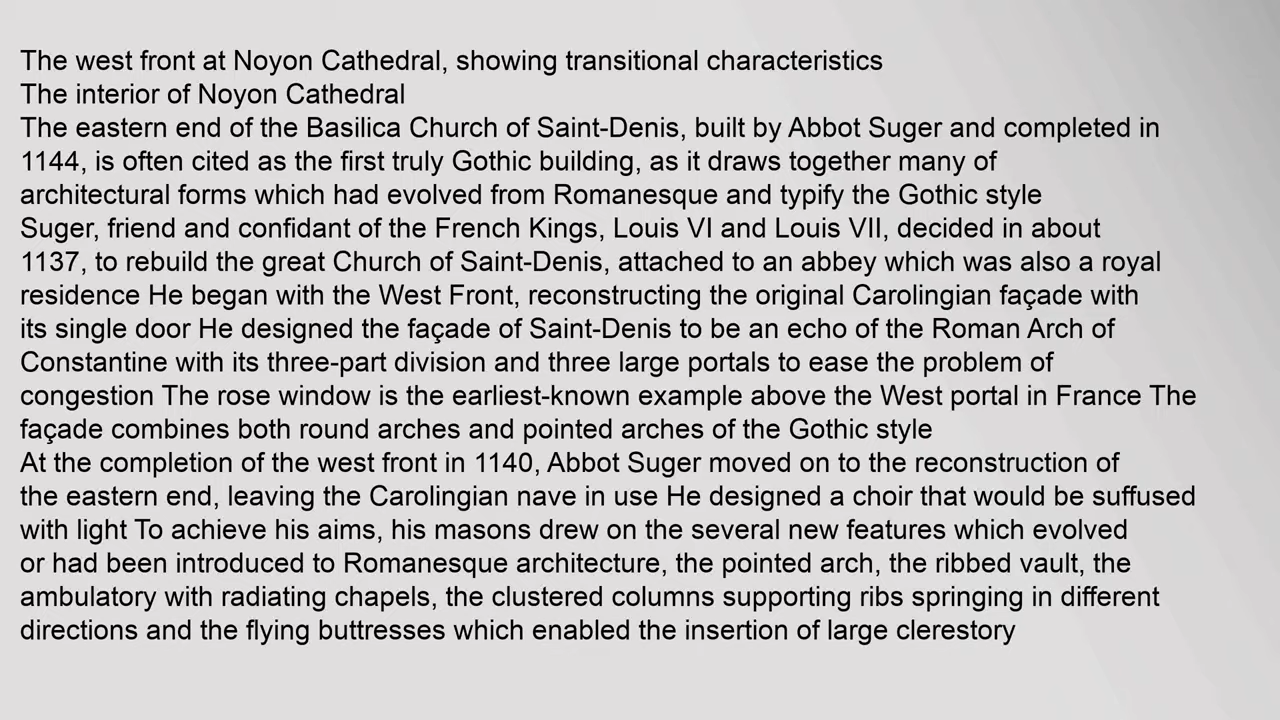 The west front at Noyon Cathedral, showing transitional characteristics
The interior of Noyon Cathedral
The eastern end of the Basilica Church of Saint-Denis, built by Abbot Suger and completed in
1144, is often cited as the first truly Gothic building, as it draws together many of
architectural forms which had evolved from Romanesque and typify the Gothic style
Suger, friend and confidant of the French Kings, Louis VI and Louis VII, decided in about
1137, to rebuild the great Church of Saint-Denis, attached to an abbey which was also a royal
residence He began with the West Front, reconstructing the original Carolingian façade with
its single door He designed the façade of Saint-Denis to be an echo of the Roman Arch of
Constantine with its three-part division and three large portals to ease the problem of
congestion The rose window is the earliest-known example above the West portal in France The
façade combines both round arches and pointed arches of the Gothic style
At the completion of the west front in 1140, Abbot Suger moved on to the reconstruction of
the eastern end, leaving the Carolingian nave in use He designed a choir that would be suffused
with light To achieve his aims, his masons drew on the several new features which evolved
or had been introduced to Romanesque architecture, the pointed arch, the ribbed vault, the
ambulatory with radiating chapels, the clustered columns supporting ribs springing in different
directions and the flying buttresses which enabled the insertion of large clerestory